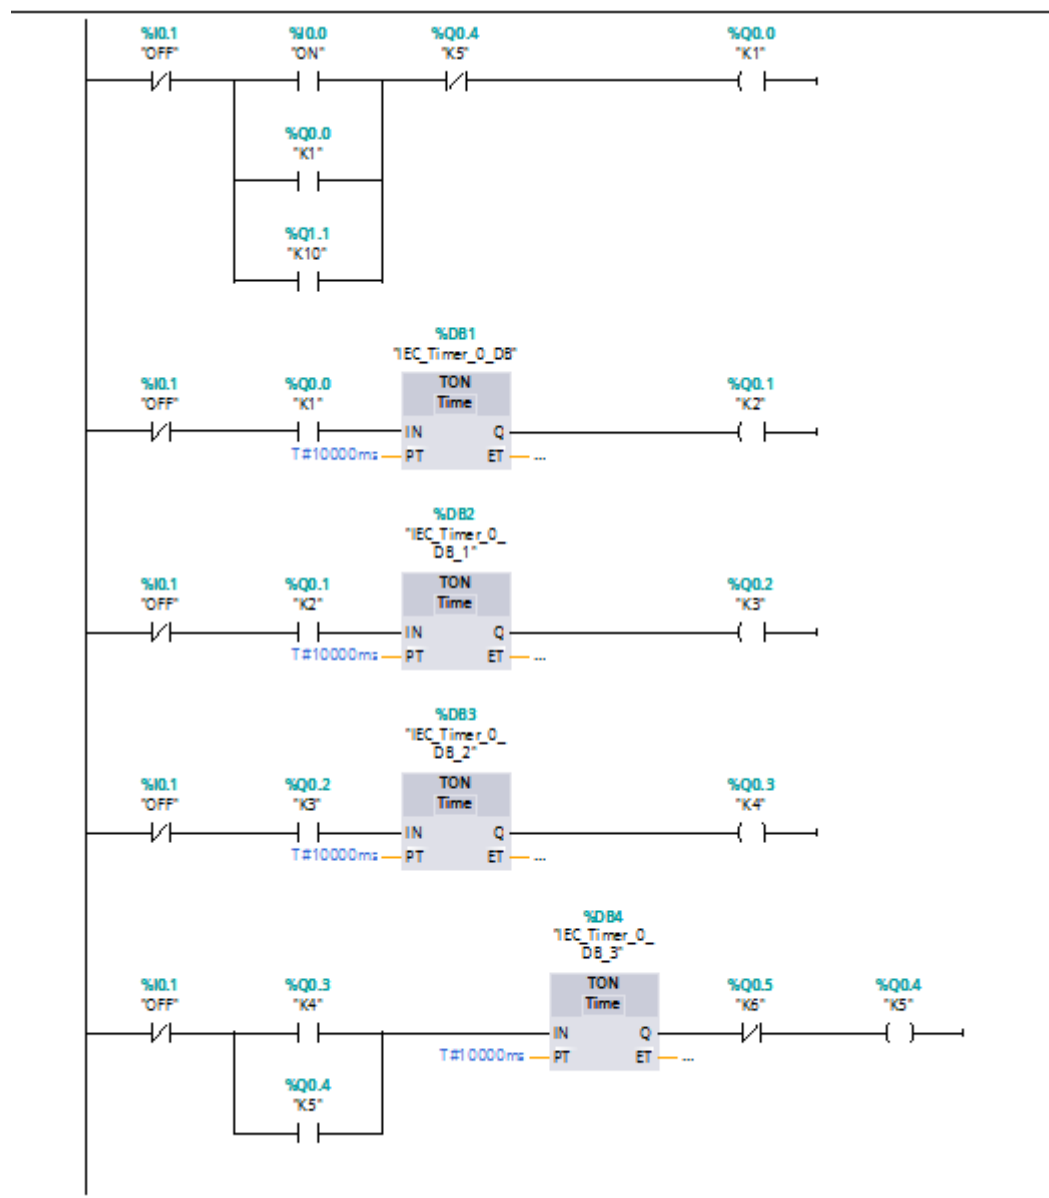 %I0.1 %I0.0 %Q0.4 %Q0.0
"OFF" "ON" "K5" "K1"
%Q0.0
"K1"
%Q1.1
"K10"
%DB1
"IEC_Timer_0_DB"
%I0.1 %Q0.0 TON %Q0.1
"OFF" "K1" Time "K2"
IN Q
T#10000ms PT ET ...
%DB2
"IEC_Timer_0_
DB_1"
%I0.1 %Q0.1 TON %Q0.2
"OFF" "K2" Time "K3"
IN Q
T#10000ms PT ET ...
%DB3
"IEC_Timer_0_
DB_2"
%I0.1 %Q0.2 TON %Q0.3
"OFF" "K3" Time "K4"
IN Q
T#10000ms PT ET ...
%DB4
"IEC_Timer_0_
DB_3"
%I0.1 %Q0.3 TON %Q0.5 %Q0.4
"OFF" "K4" Time "K6" "K5"
IN Q
T#10000ms PT ET ...
%Q0.4
"K5"